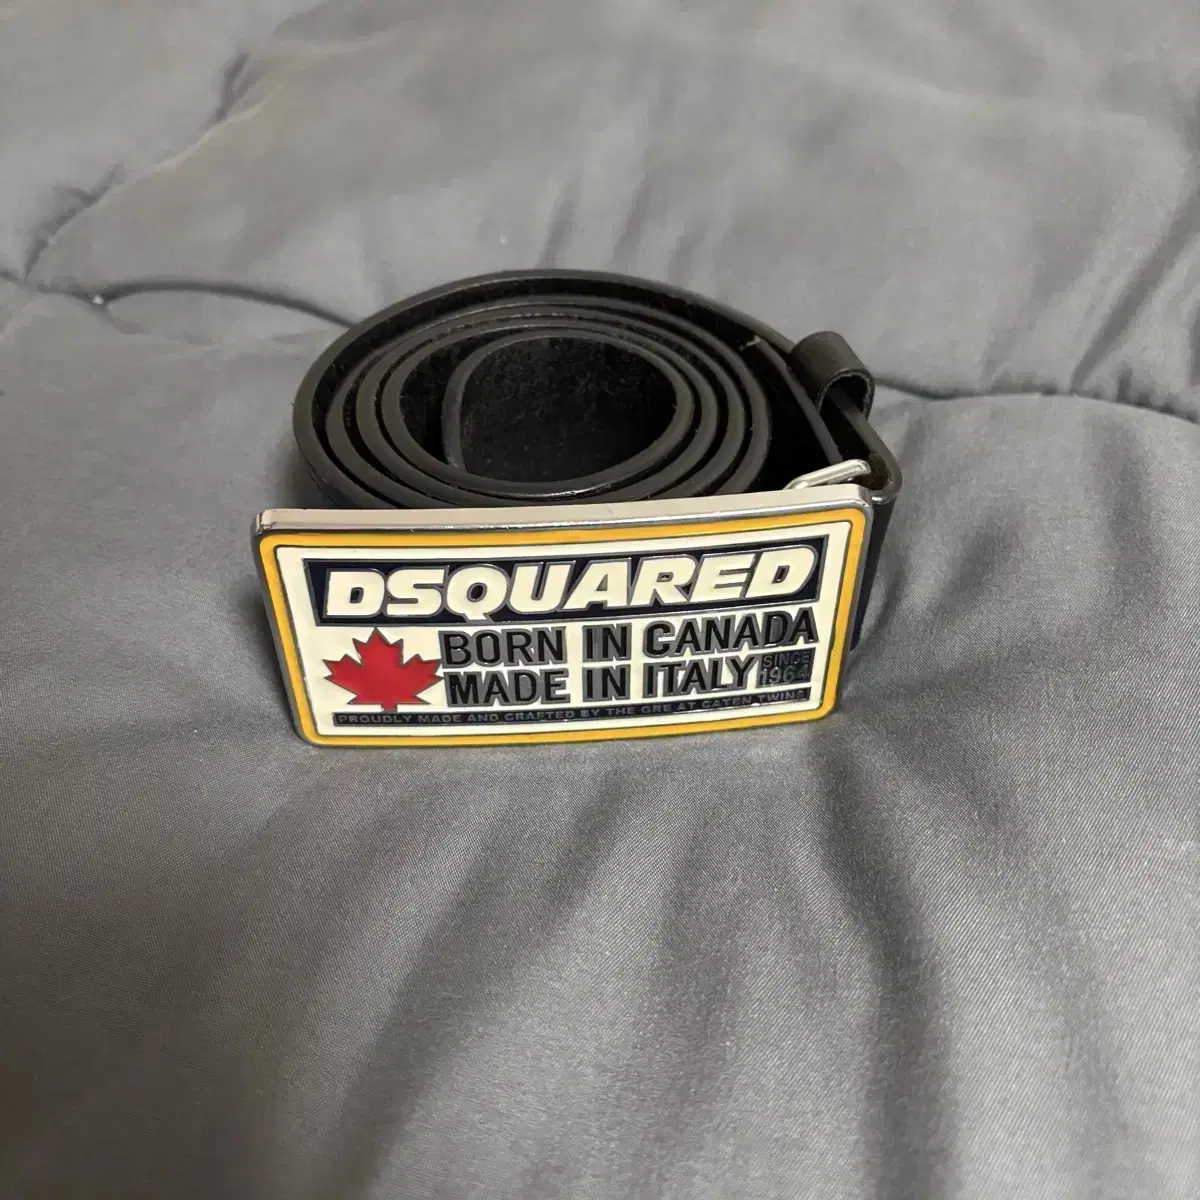 DSQUARED
BORN IN CANADA
MADE IN ITALY SINCE 1964
PROUDLY MADE AND CRAFTED BY THE GREAT CATEN TWINS